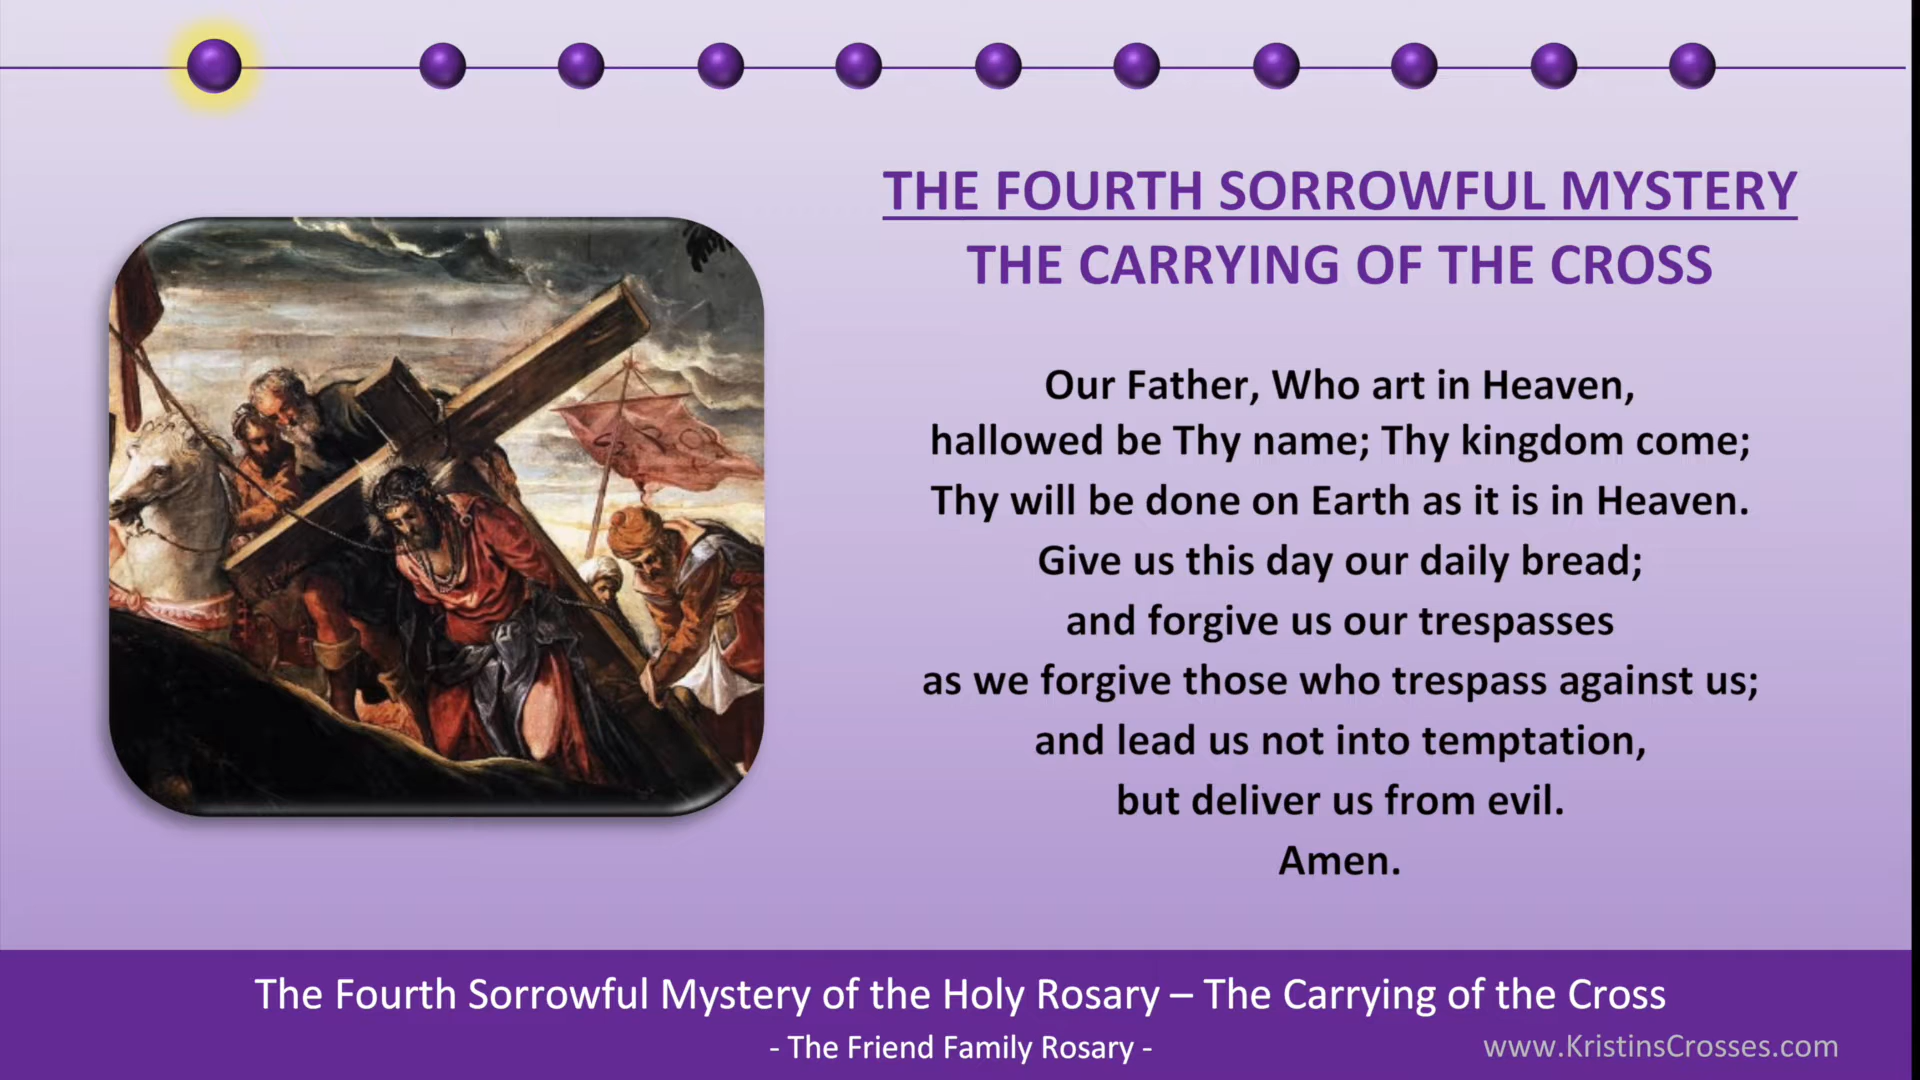 THE FOURTH SORROWFUL MYSTERY
THE CARRYING OF THE CROSS
Our Father, Who art in Heaven,
hallowed be Thy name; Thy kingdom come;
Thy will be done on Earth as it is in Heaven.
Give us this day our daily bread;
and forgive us our trespasses
as we forgive those who trespass against us;
and lead us not into temptation,
but deliver us from evil.
Amen.
The Fourth Sorrowful Mystery of the Holy Rosary – The Carrying of the Cross
- The Friend Family Rosary -
www.KristinsCrosses.com